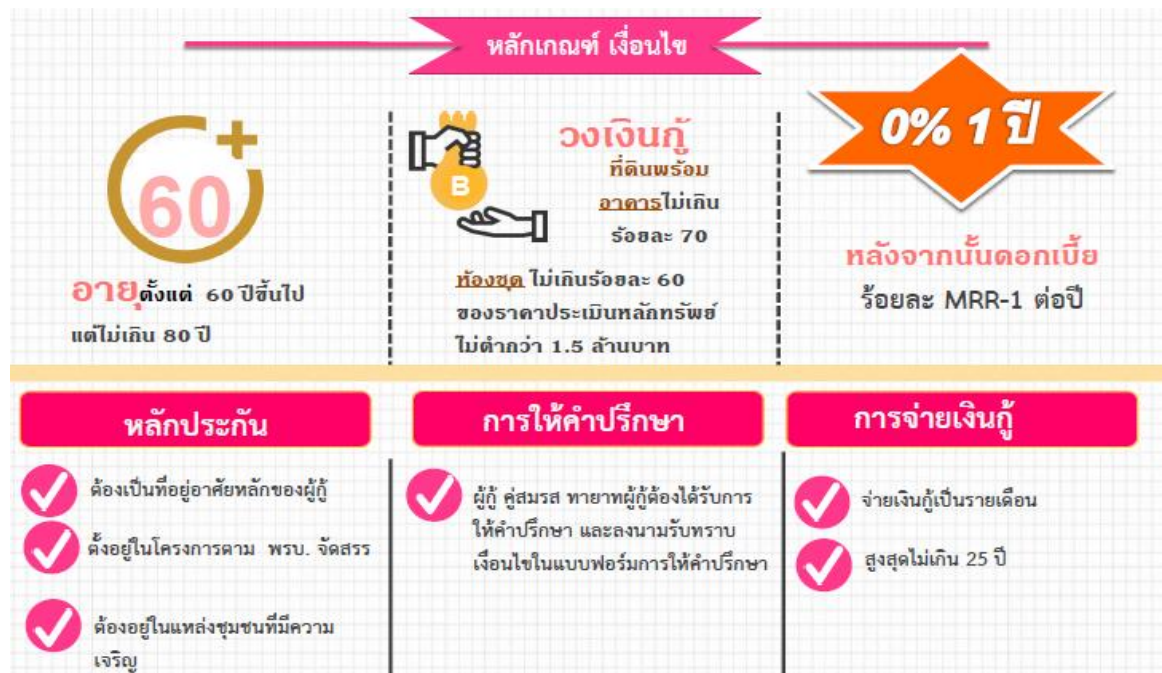 หลักเกณฑ์ เงื่อนไข
60+
อายุตั้งแต่ 60 ปีขึ้นไป
แต่ไม่เกิน 80 ปี
B
วงเงินกู้
ที่ดินพร้อม
อาคารไม่เกิน
ร้อยละ 70
ห้องชุด ไม่เกินร้อยละ 60
ของราคาประเมินหลักทรัพย์
ไม่ต่ำกว่า 1.5 ล้านบาท
0% 1 ปี
หลังจากนั้นดอกเบี้ย
ร้อยละ MRR-1 ต่อปี
หลักประกัน
ต้องเป็นที่อยู่อาศัยหลักของผู้กู้
ตั้งอยู่ในโครงการตาม พรบ. จัดสรร
ต้องอยู่ในแหล่งชุมชนที่มีความ
เจริญ
การให้คำปรึกษา
ผู้กู้ คู่สมรส ทายาทผู้กู้ต้องได้รับการ
ให้คำปรึกษา และลงนามรับทราบ
เงื่อนไขในแบบฟอร์มการให้คำปรึกษา
การจ่ายเงินกู้
จ่ายเงินกู้เป็นรายเดือน
สูงสุดไม่เกิน 25 ปี